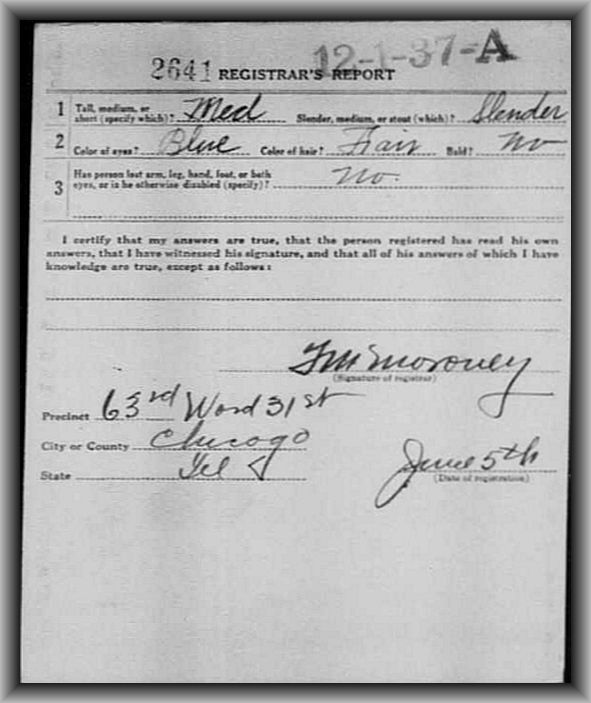 12-1-37-A
2641 REGISTRAR'S REPORT
1 Tall, medium, or short (specify which)? Med Slender, medium, or stout (which)? Slender
2 Color of eyes? Blue Color of hair? Fair Bald? No
3 Has person lost arm, leg, hand, foot, or both eyes, or is he otherwise disabled (specify)? No.
I certify that my answers are true, that the person registered has read his own
answers, that I have witnessed his signature, and that all of his answers of which I have
knowledge are true, except as follows:
Moroney
(Signature of registrar)
Precinct 63rd Ward 31st
City or County Chicago
State Ill
June 5th
(Date of registration)